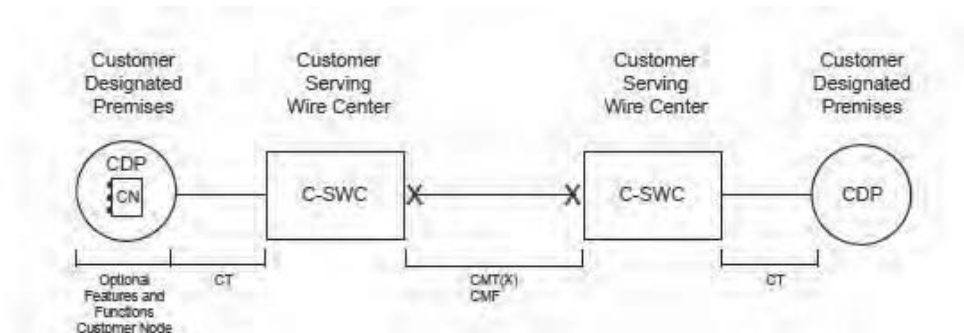 Customer
Designated
Premises
Customer
Serving
Wire Center
Customer
Serving
Wire Center
Customer
Designated
Premises
CDP
CN
C-SWC
X
X
C-SWC
CDP
Optional
Features and
Functions
Customer Node
CT
CMT(X)
CMF
CT